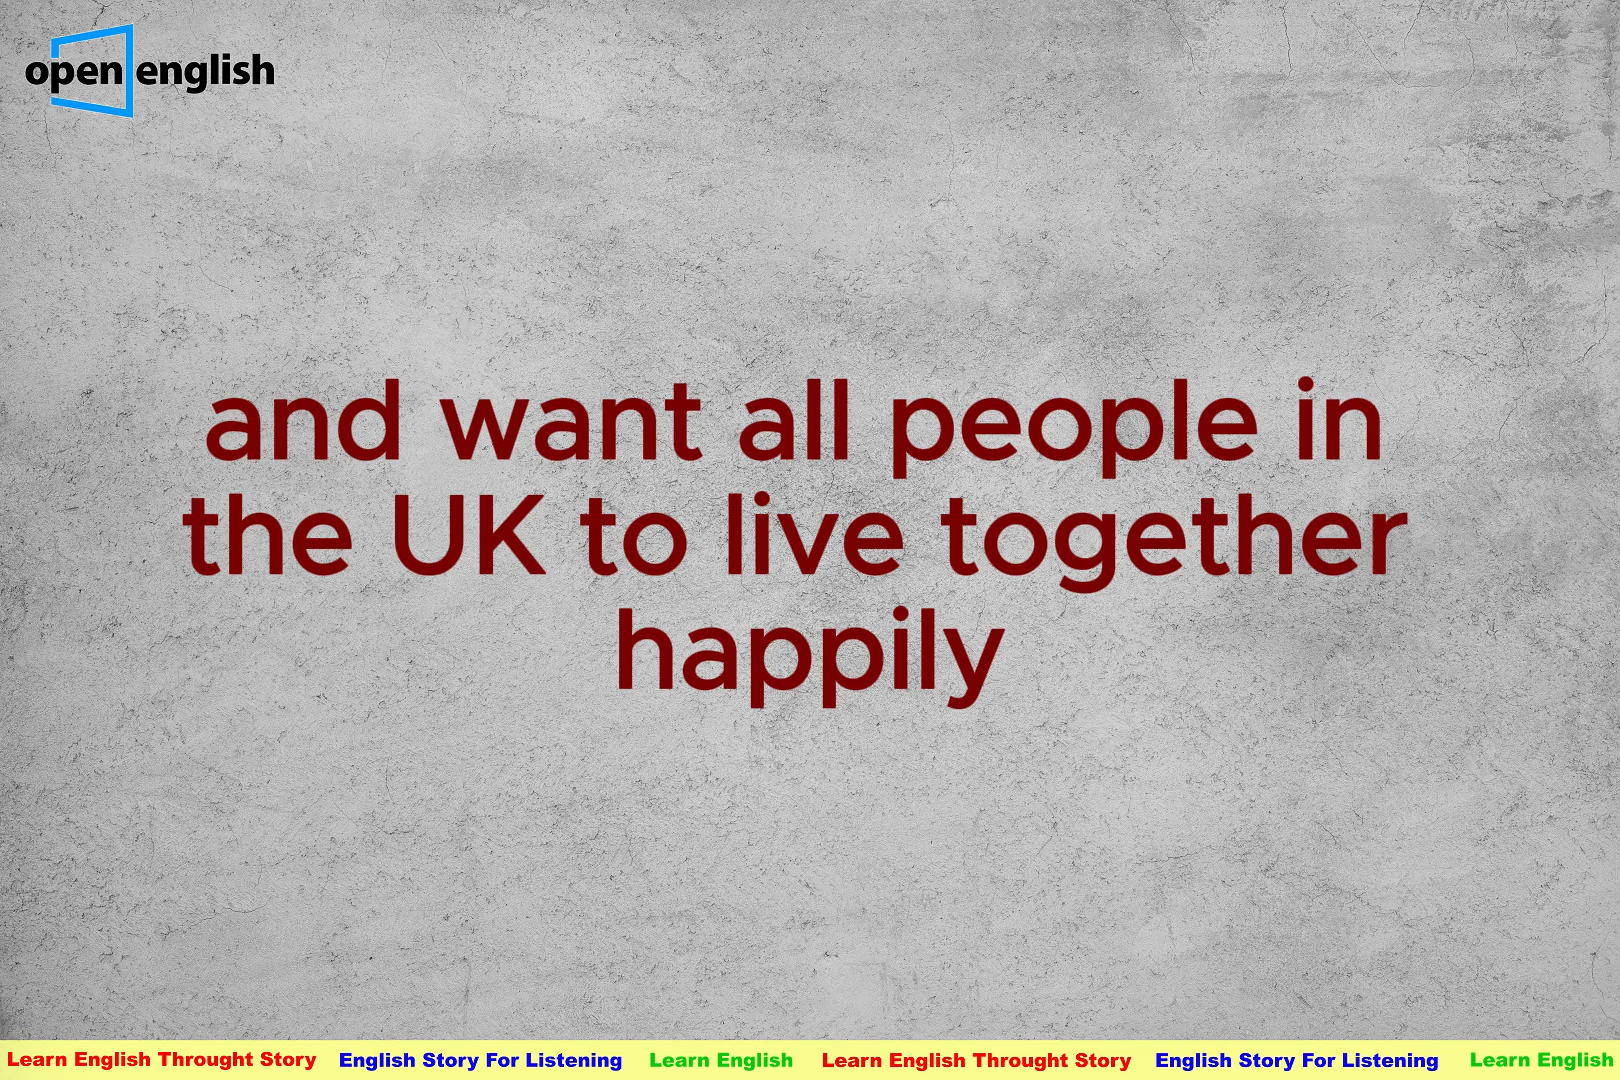 open english
and want all people in
the UK to live together
happily
Learn English Throught Story English Story For Listening Learn English Learn English Throught Story English Story For Listening Learn English